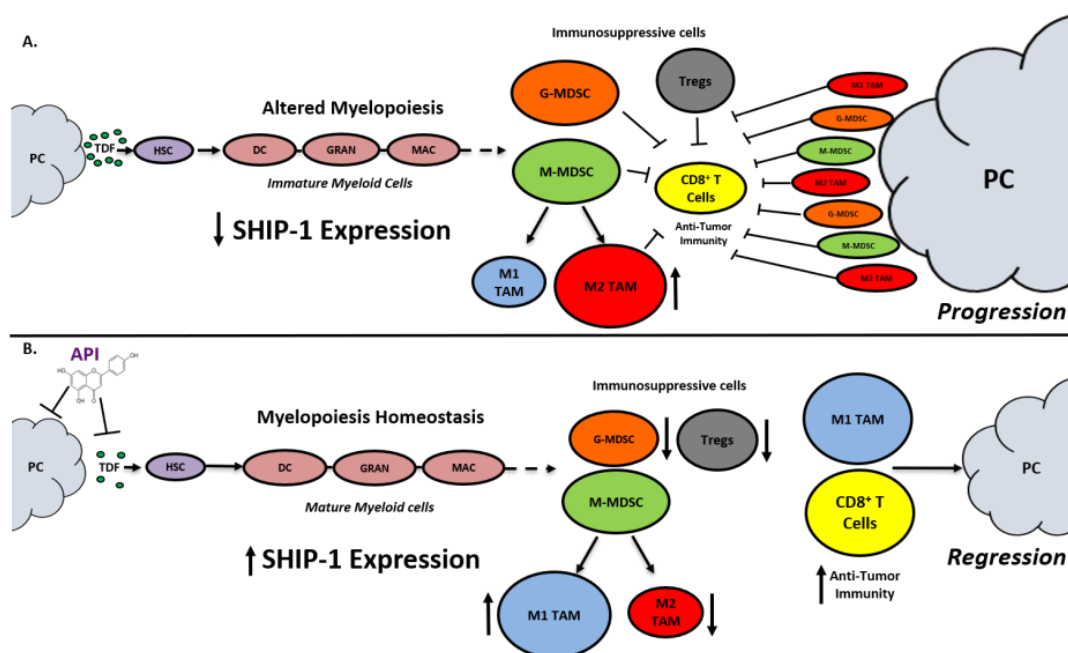 A.
Immunosuppressive cells
G-MDSC
Tregs
M2 TAM
G-MDSC
M-MDSC
M2 TAM
G-MDSC
M-MDSC
M2 TAM
PC
Altered Myelopoiesis
PC
TDF
HSC
DC
GRAN
MAC
Immature Myeloid Cells
M-MDSC
CD8⁺ T
Cells
Anti-Tumor
Immunity
↓ SHIP-1 Expression
M1
TAM
M2 TAM
Progression
B.
API
HO
OH
O
OH
O
Immunosuppressive cells
Myelopoiesis Homeostasis
G-MDSC
Tregs
M1 TAM
PC
TDF
HSC
DC
GRAN
MAC
Mature Myeloid cells
M-MDSC
CD8⁺ T
Cells
PC
↑ SHIP-1 Expression
Anti-Tumor
Immunity
Regression
M1 TAM
M2
TAM